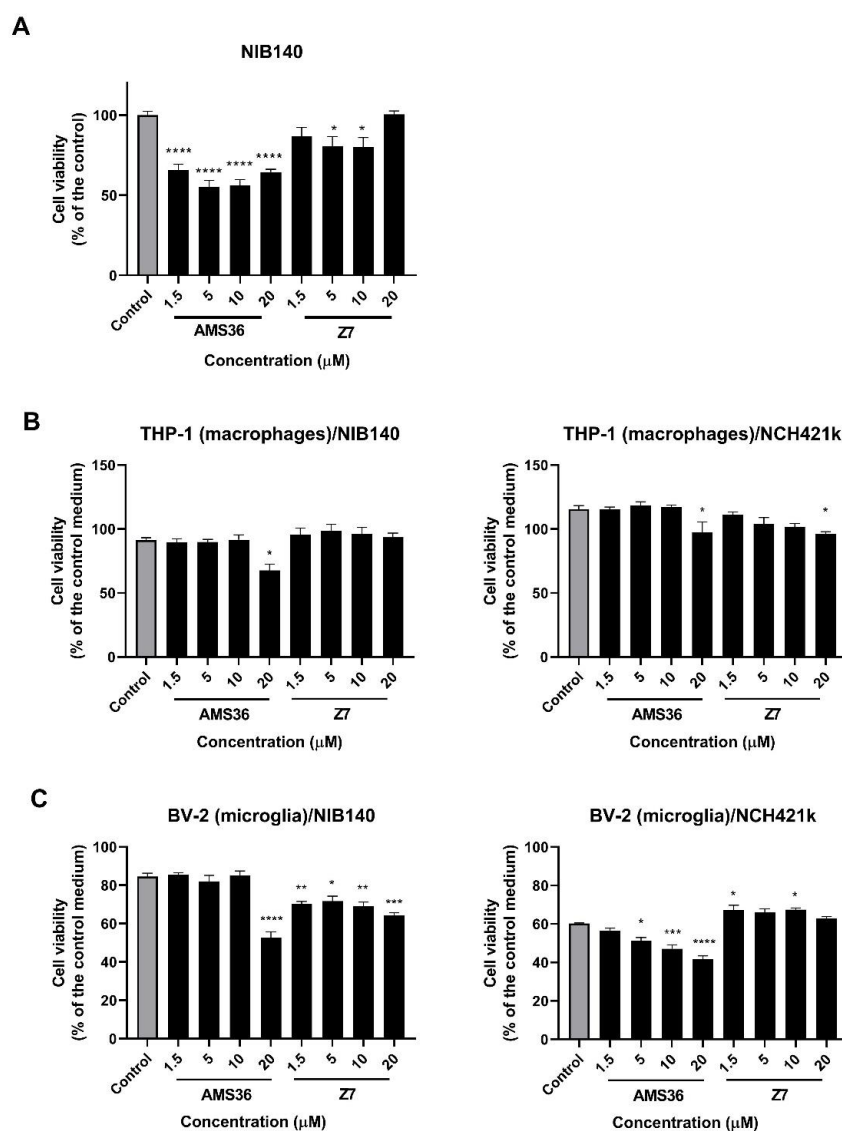 A
NIB140
Cell viability
(% of the control)
100
50
0
****
****
****
****
*
*
Control
1.5
5
10
20
1.5
5
10
20
AMS36
Z7
Concentration (μM)
B
THP-1 (macrophages)/NIB140
Cell viability
(% of the control medium)
150
100
50
0
*
Control
1.5
5
10
20
1.5
5
10
20
AMS36
Z7
Concentration (μM)
THP-1 (macrophages)/NCH421k
Cell viability
(% of the control medium)
150
100
50
0
*
*
Control
1.5
5
10
20
1.5
5
10
20
AMS36
Z7
Concentration (μM)
C
BV-2 (microglia)/NIB140
Cell viability
(% of the control medium)
100
80
60
40
20
0
****
**
*
**
***
Control
1.5
5
10
20
1.5
5
10
20
AMS36
Z7
Concentration (μM)
BV-2 (microglia)/NCH421k
Cell viability
(% of the control medium)
100
80
60
40
20
0
*
***
****
*
*
Control
1.5
5
10
20
1.5
5
10
20
AMS36
Z7
Concentration (μM)